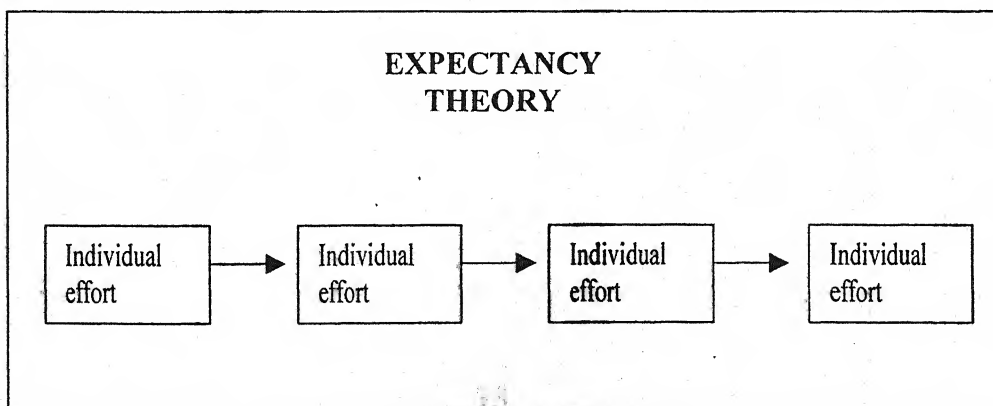 EXPECTANCY
THEORY
Individual
effort
Individual
effort
Individual
effort
Individual
effort